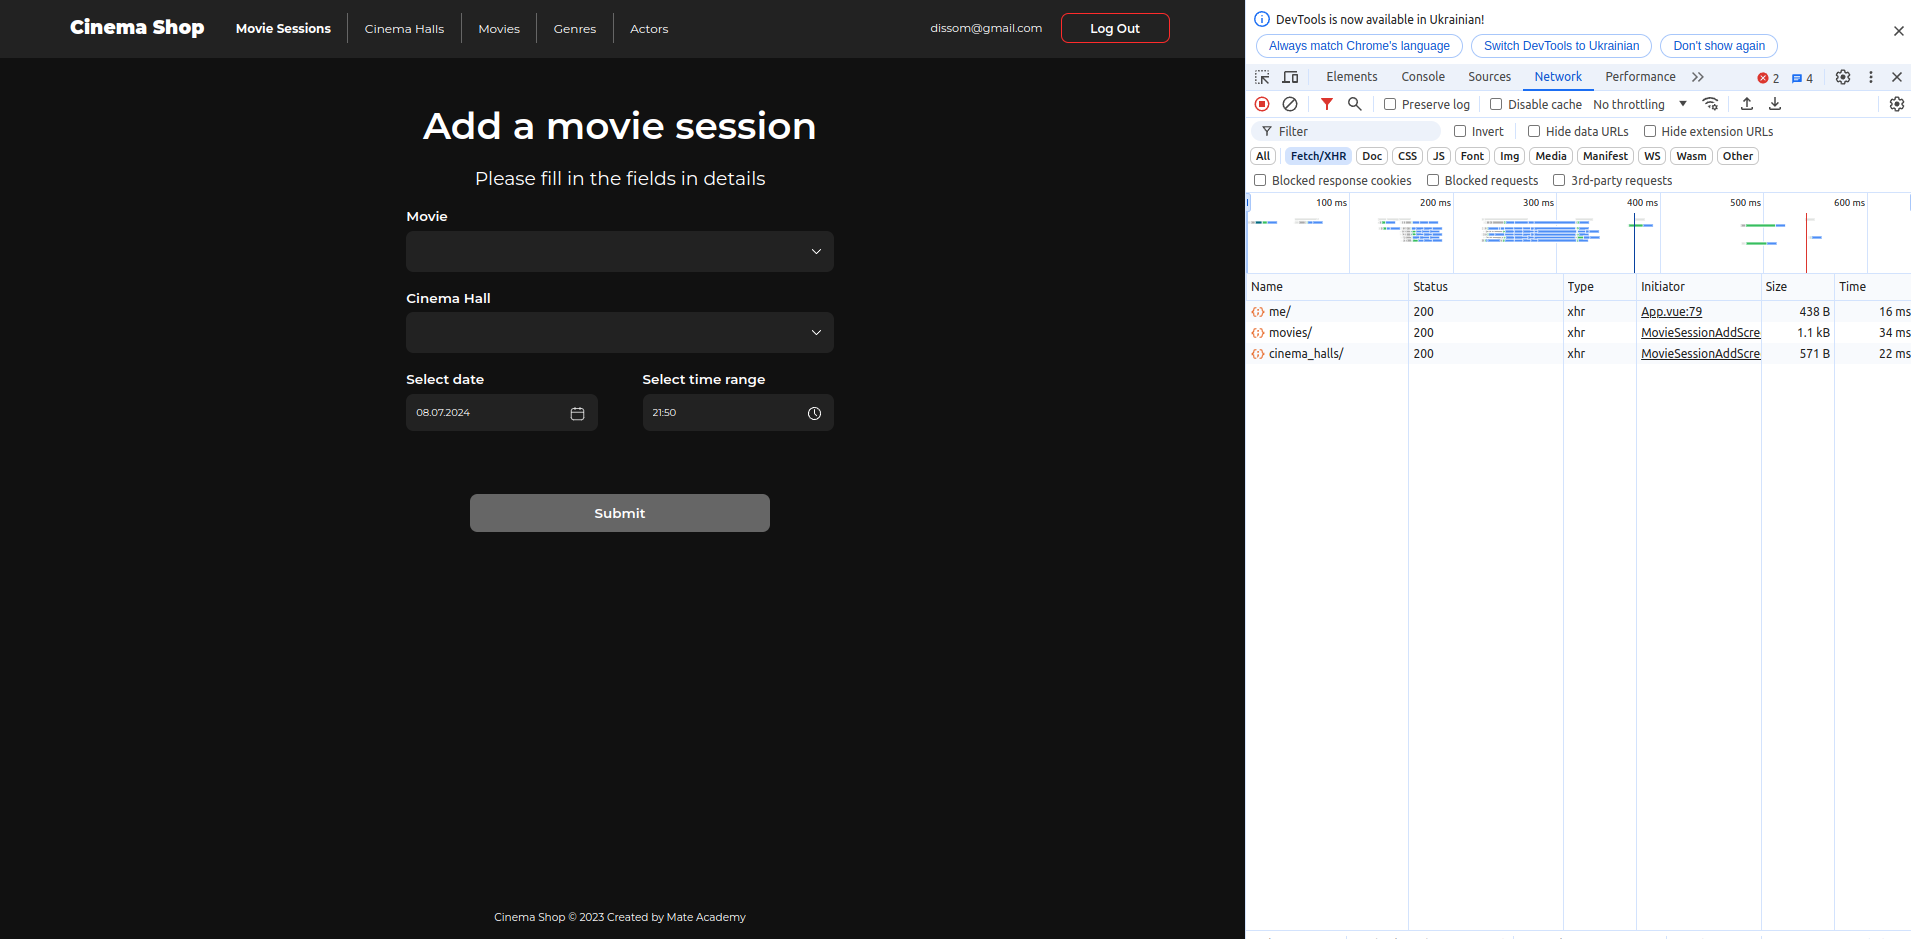 Cinema Shop
Movie Sessions
Cinema Halls
Movies
Genres
Actors
dissom@gmail.com
Log Out
Add a movie session
Please fill in the fields in details
Movie
Cinema Hall
Select date
Select time range
08.07.2024
21:50
Submit
Cinema Shop © 2023 Created by Mate Academy
DevTools is now available in Ukrainian!
Always match Chrome's language
Switch DevTools to Ukrainian
Don't show again
Elements
Console
Sources
Network
Performance
2
4
Preserve log
Disable cache
No throttling
Filter
Invert
Hide data URLs
Hide extension URLs
All
Fetch/XHR
Doc
CSS
JS
Font
Img
Media
Manifest
WS
Wasm
Other
Blocked response cookies
Blocked requests
3rd-party requests
100 ms
200 ms
300 ms
400 ms
500 ms
600 ms
Name Status Type Initiator Size Time
me/ 200 xhr App.vue:79 438 B 16 ms
movies/ 200 xhr MovieSessionAddScre 1.1 kB 34 ms
cinema_halls/ 200 xhr MovieSessionAddScre 571 B 22 ms